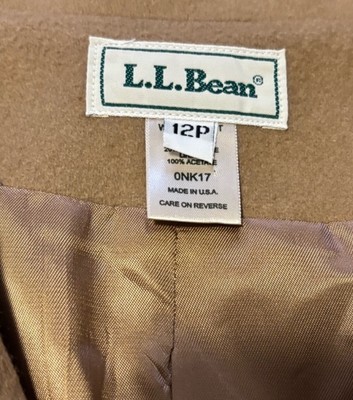 L.L.Bean®
12P
100% ACETATE
0NK17
MADE IN U.S.A.
CARE ON REVERSE